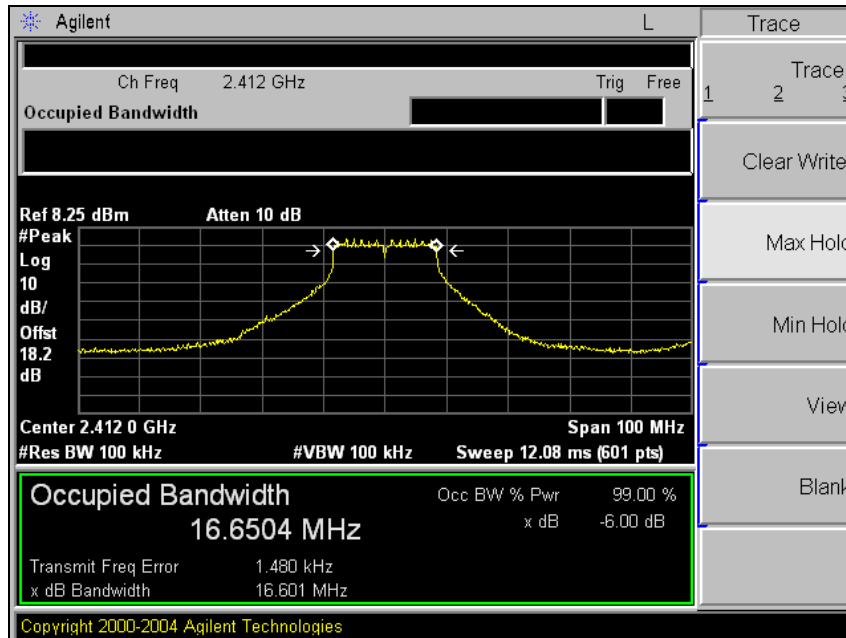 Agilent L Trace
Ch Freq 2.412 GHz Trig Free
Occupied Bandwidth
Trace
1 2 3
Clear Write
Max Hold
Min Hold
View
Blank
Ref 8.25 dBm Atten 10 dB
#Peak
Log
10
dB/
Offst
18.2
dB
Center 2.412 0 GHz Span 100 MHz
#Res BW 100 kHz #VBW 100 kHz Sweep 12.08 ms (601 pts)
Occupied Bandwidth
16.6504 MHz
Occ BW % Pwr 99.00 %
x dB -6.00 dB
Transmit Freq Error 1.480 kHz
x dB Bandwidth 16.601 MHz
Copyright 2000-2004 Agilent Technologies